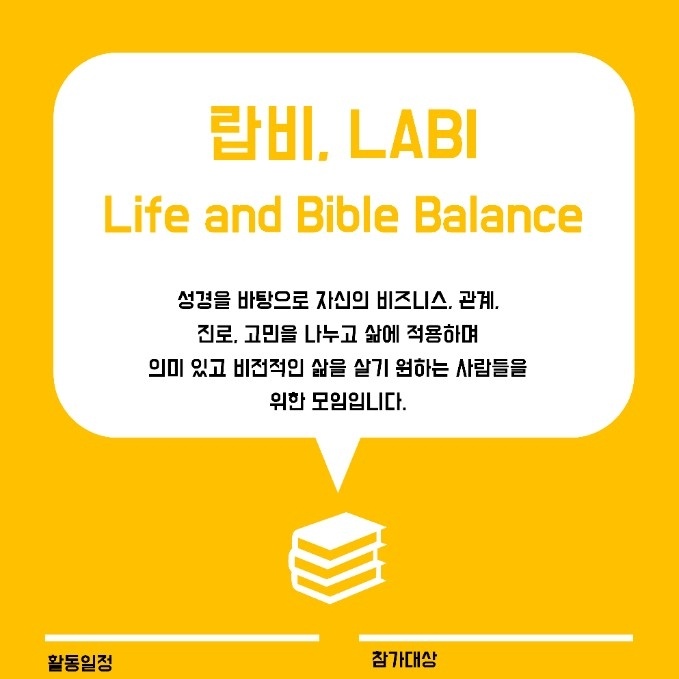 랍비, LABI
Life and Bible Balance
성경을 바탕으로 자신의 비즈니스, 관계,
진로, 고민을 나누고 삶에 적용하며
의미 있고 비전적인 삶을 살기 원하는 사람들을
위한 모임입니다.
활동일정
참가대상